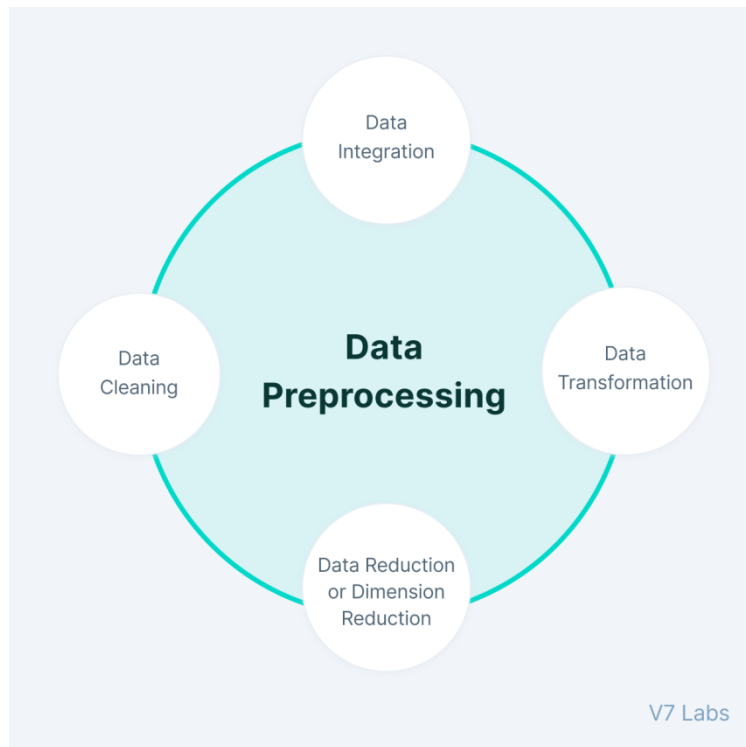 Data
Integration
Data
Cleaning
Data
Preprocessing
Data
Transformation
Data Reduction
or Dimension
Reduction
V7 Labs